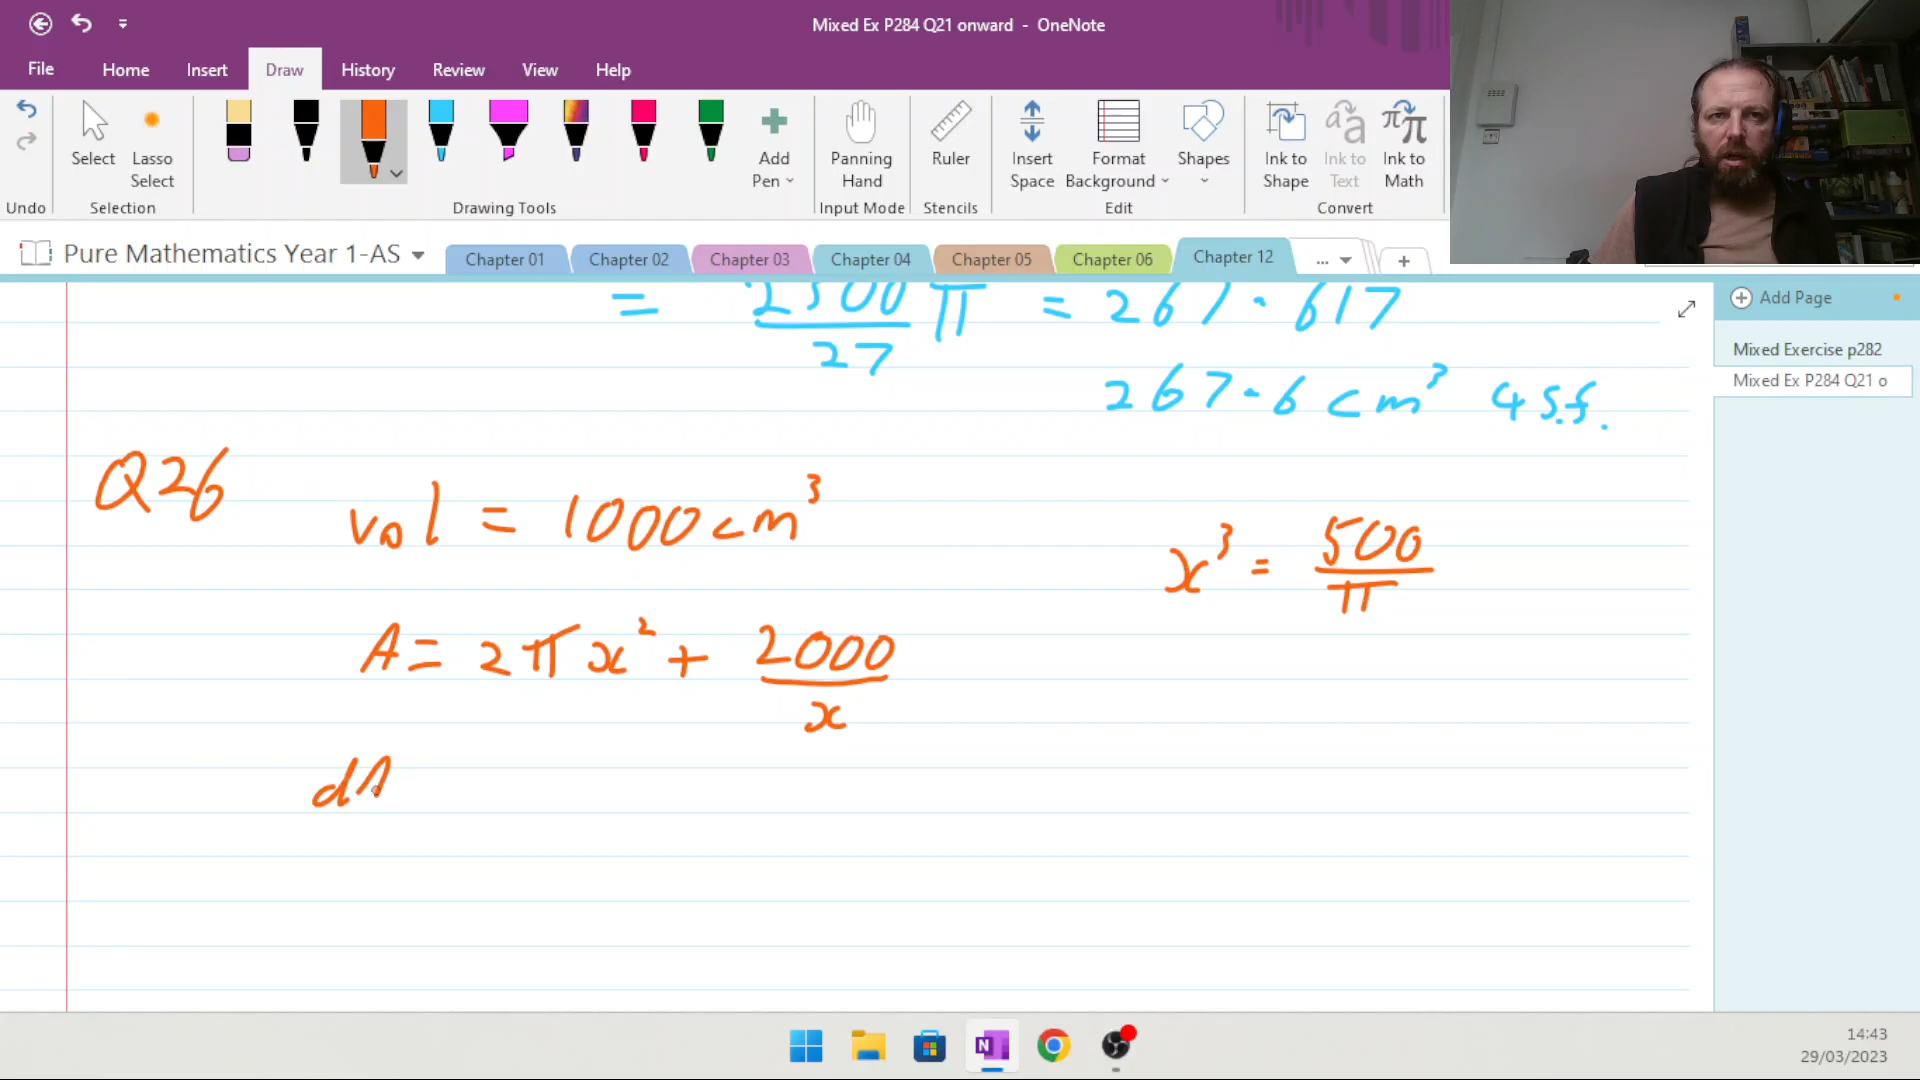 Mixed Ex P284 Q21 onward - OneNote
File Home Insert Draw History Review View Help
Select
Lasso Select
Add Pen
Panning Hand
Ruler
Insert Space
Format Background
Shapes
Ink to Shape
Ink to Text
Ink to Math
Undo Selection Drawing Tools Input Mode Stencils Edit Convert
Pure Mathematics Year 1-AS
Chapter 01 Chapter 02 Chapter 03 Chapter 04 Chapter 05 Chapter 06 Chapter 12 ...
Add Page
Mixed Exercise p282
Mixed Ex P284 Q21 o
= 2500/27 π = 267.617
267.6 cm³ 4 s.f.
Q26
vol = 1000cm³
x³ = 500/π
A = 2πx² + 2000/x
dA
14:43
29/03/2023